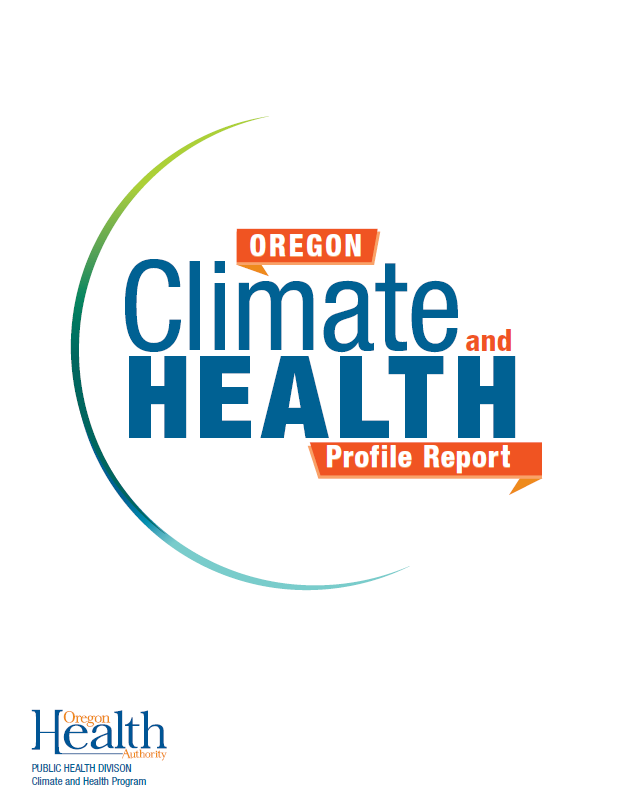 OREGON
Climate and
HEALTH
Profile Report
Oregon
Health
Authority
PUBLIC HEALTH DIVISON
Climate and Health Program